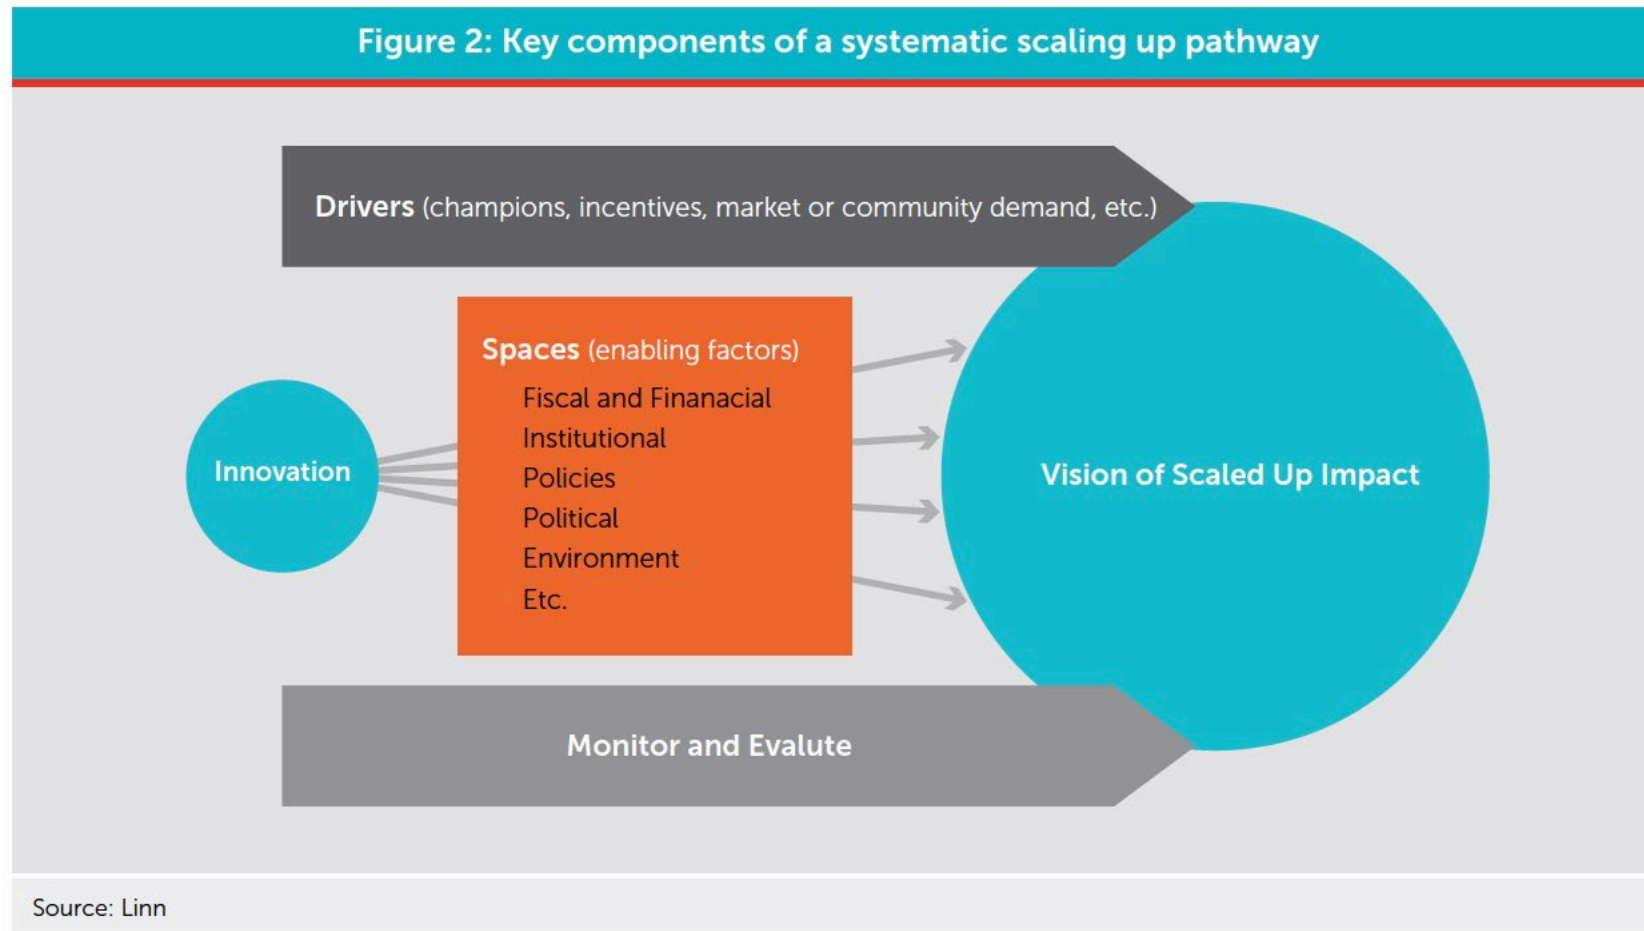 Figure 2: Key components of a systematic scaling up pathway
Drivers (champions, incentives, market or community demand, etc.)
Spaces (enabling factors)
Fiscal and Finanacial
Institutional
Policies
Political
Environment
Etc.
Innovation
Vision of Scaled Up Impact
Monitor and Evalute
Source: Linn